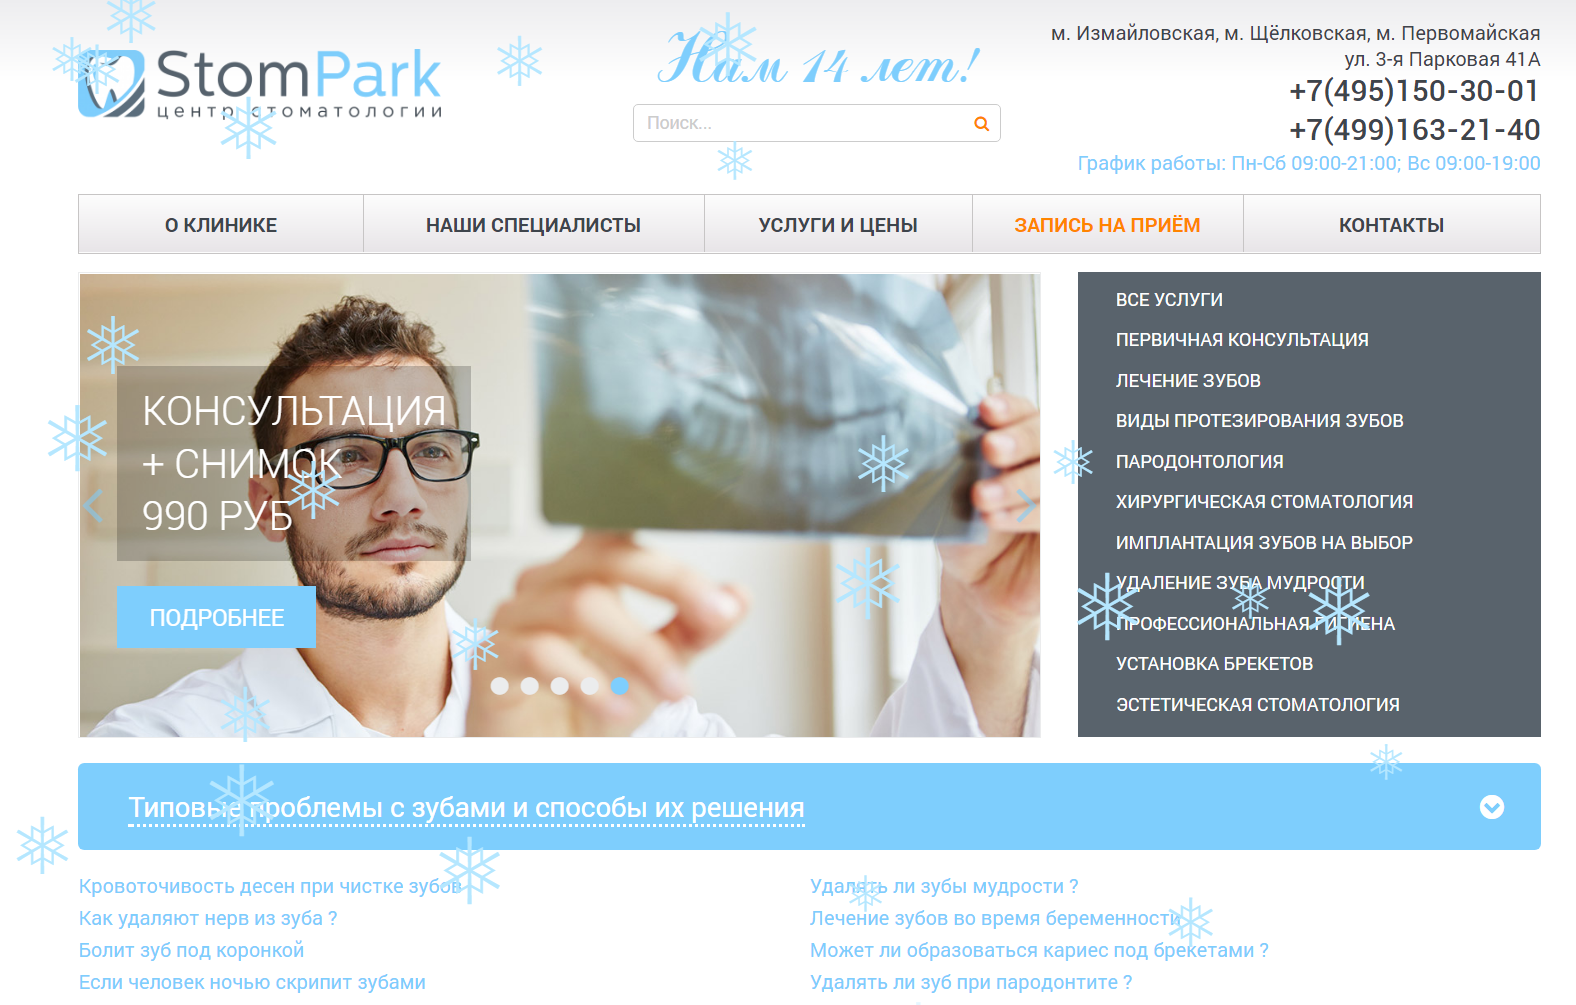 StomPark
центр стоматологии
Нам 14 лет!
Поиск...
м. Измайловская, м. Щёлковская, м. Первомайская
ул. 3-я Парковая 41А
+7(495)150-30-01
+7(499)163-21-40
График работы: Пн-Сб 09:00-21:00; Вс 09:00-19:00
О КЛИНИКЕ
НАШИ СПЕЦИАЛИСТЫ
УСЛУГИ И ЦЕНЫ
ЗАПИСЬ НА ПРИЁМ
КОНТАКТЫ
КОНСУЛЬТАЦИЯ
+ СНИМОК
990 РУБ
ПОДРОБНЕЕ
ВСЕ УСЛУГИ
ПЕРВИЧНАЯ КОНСУЛЬТАЦИЯ
ЛЕЧЕНИЕ ЗУБОВ
ВИДЫ ПРОТЕЗИРОВАНИЯ ЗУБОВ
ПАРОДОНТОЛОГИЯ
ХИРУРГИЧЕСКАЯ СТОМАТОЛОГИЯ
ИМПЛАНТАЦИЯ ЗУБОВ НА ВЫБОР
УДАЛЕНИЕ ЗУБА МУДРОСТИ
ПРОФЕССИОНАЛЬНАЯ ГИГИЕНА
УСТАНОВКА БРЕКЕТОВ
ЭСТЕТИЧЕСКАЯ СТОМАТОЛОГИЯ
Типовые проблемы с зубами и способы их решения
Кровоточивость десен при чистке зубов
Как удаляют нерв из зуба ?
Болит зуб под коронкой
Если человек ночью скрипит зубами
Удалять ли зубы мудрости ?
Лечение зубов во время беременности
Может ли образоваться кариес под брекетами ?
Удалять ли зуб при пародонтите ?